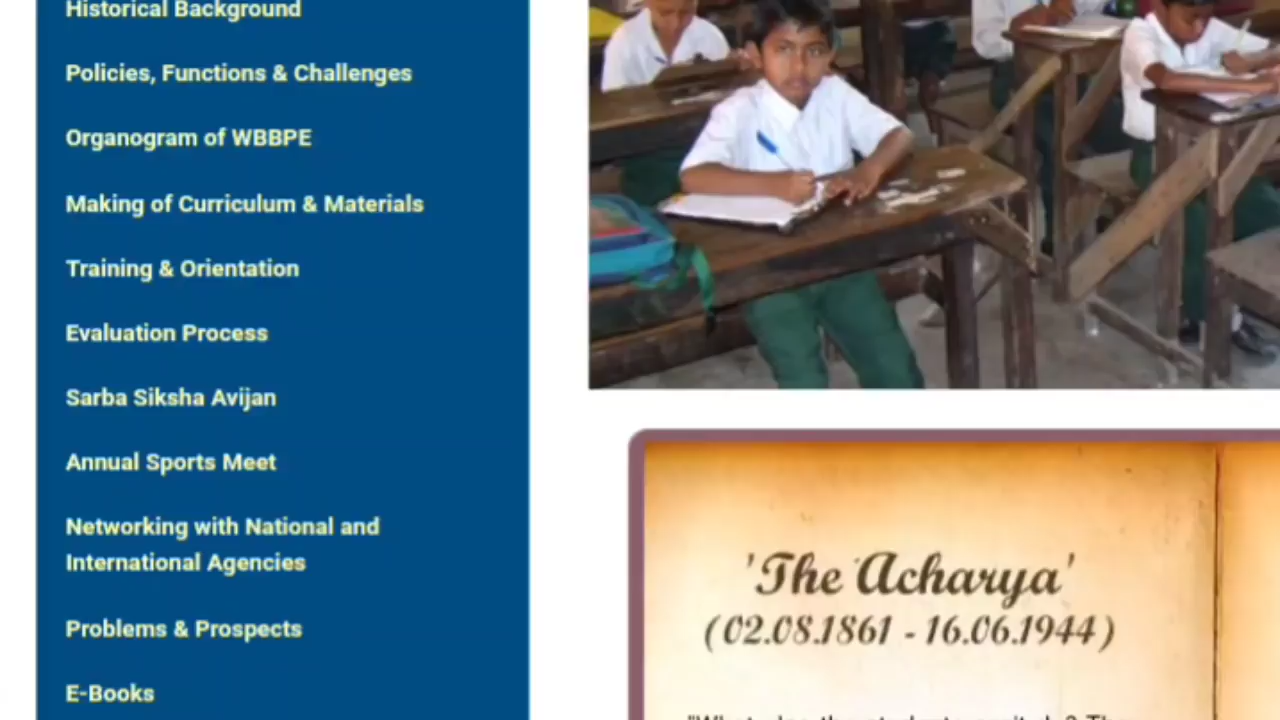 Historical Background
Policies, Functions & Challenges
Organogram of WBBPE
Making of Curriculum & Materials
Training & Orientation
Evaluation Process
Sarba Siksha Avijan
Annual Sports Meet
Networking with National and
International Agencies
Problems & Prospects
E-Books
'The Acharya'
(02.08.1861 - 16.06.1944)